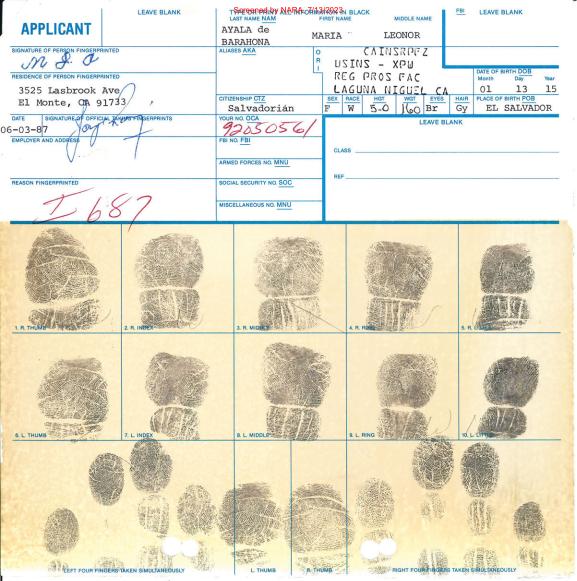 Screened by NARA, 7/13/2023
APPLICANT
LEAVE BLANK
TYPE OR PRINT ALL INFORMATION IN BLACK
LAST NAME NAM
FIRST NAME
MIDDLE NAME
FBI
LEAVE BLANK
AYALA de
BARAHONA
MARIA
LEONOR
SIGNATURE OF PERSON FINGERPRINTED
ALIASES AKA
O
R
I
CAINSRPFZ
USINS - XPW
REG PROS FAC
LAGUNA NIGUEL CA
RESIDENCE OF PERSON FINGERPRINTED
3525 Lasbrook Ave
El Monte, CA 91733
DATE OF BIRTH DOB
Month Day Year
01 13 15
CITIZENSHIP CTZ
Salvadorián
SEX RACE HGT WGT EYES HAIR PLACE OF BIRTH POB
F W 5-0 160 Br Gy EL SALVADOR
DATE
06-03-87
SIGNATURE OF OFFICIAL TAKING FINGERPRINTS
YOUR NO. OCA
92050561
LEAVE BLANK
EMPLOYER AND ADDRESS
FBI NO. FBI
CLASS
ARMED FORCES NO. MNU
REF.
REASON FINGERPRINTED
I 687
SOCIAL SECURITY NO. SOC
MISCELLANEOUS NO. MNU
1. R. THUMB
2. R. INDEX
3. R. MIDDLE
4. R. RING
5. R. LITTLE
6. L. THUMB
7. L. INDEX
8. L. MIDDLE
9. L. RING
10. L. LITTLE
LEFT FOUR FINGERS TAKEN SIMULTANEOUSLY
L. THUMB
R. THUMB
RIGHT FOUR FINGERS TAKEN SIMULTANEOUSLY